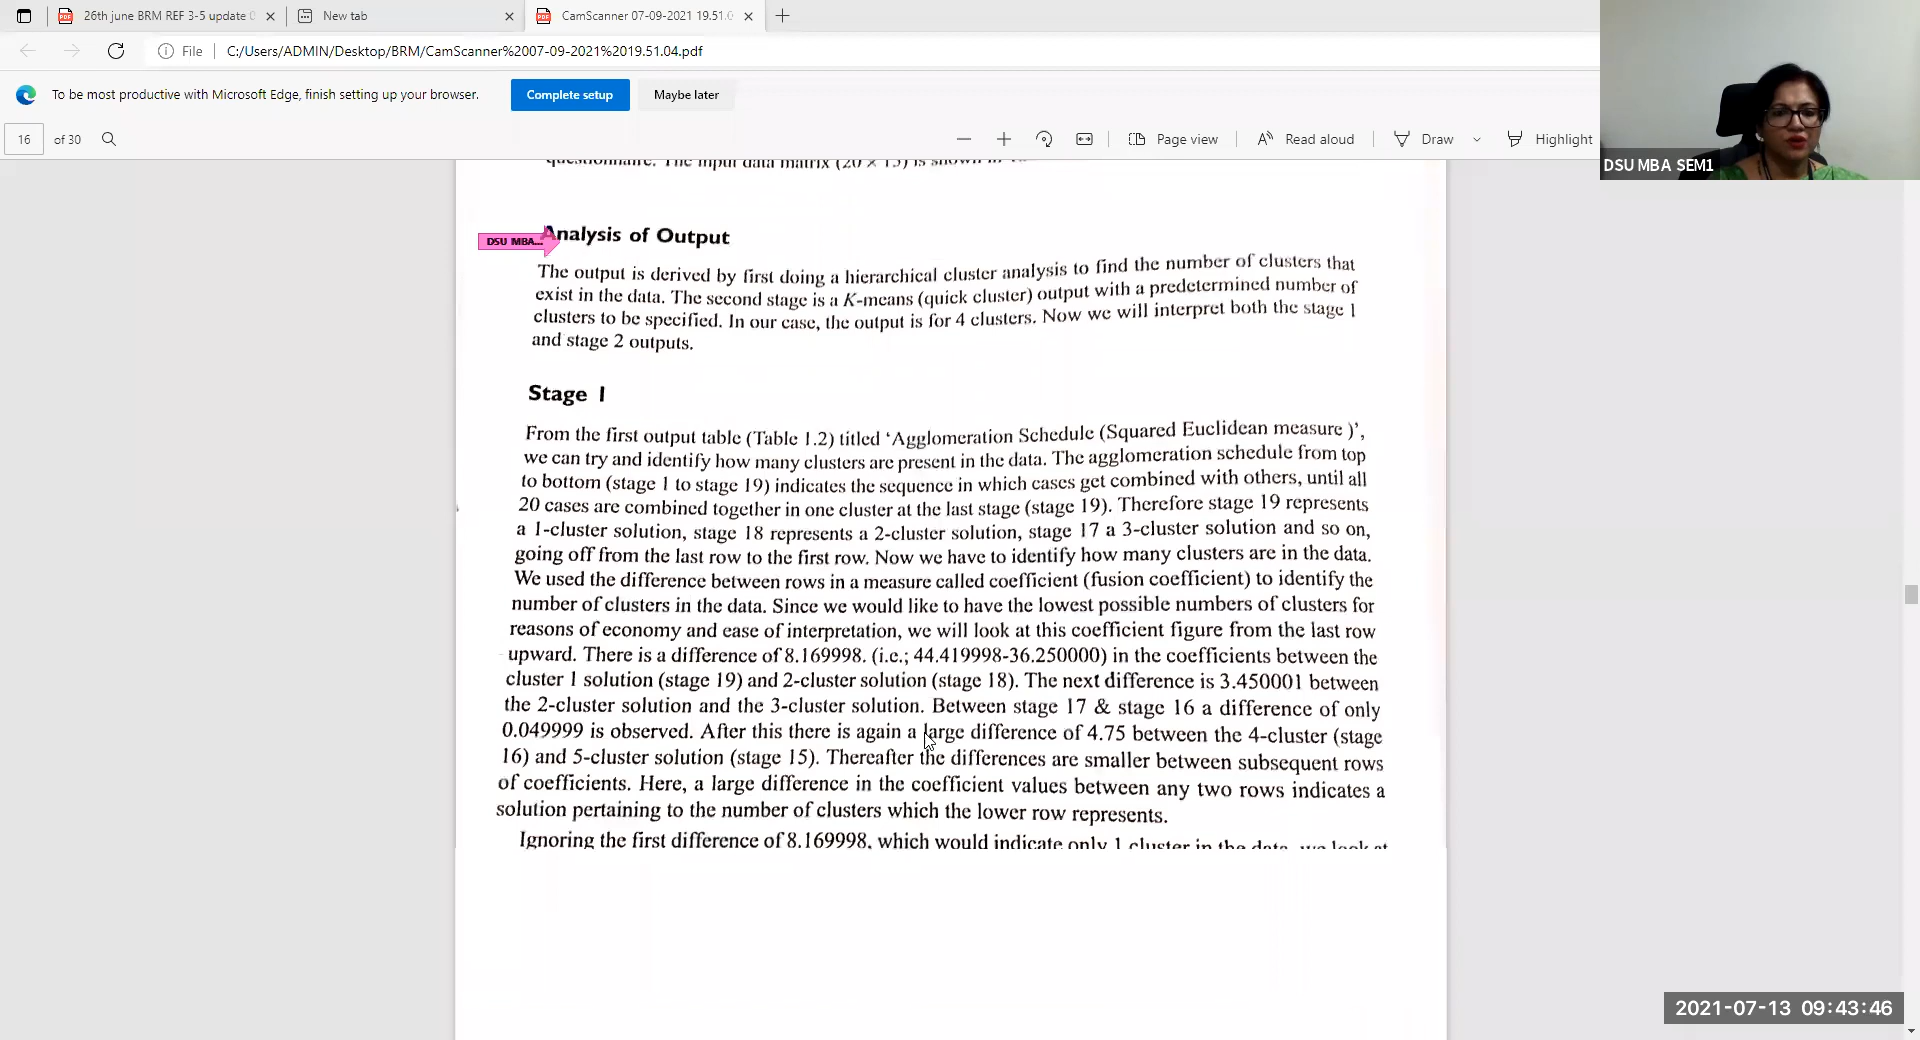 26th june BRM REF 3-5 update
New tab
CamScanner 07-09-2021 19.51.0
File
C:/Users/ADMIN/Desktop/BRM/CamScanner%2007-09-2021%2019.51.04.pdf
To be most productive with Microsoft Edge, finish setting up your browser.
Complete setup
Maybe later
16 of 30
Page view
Read aloud
Draw
Highlight
DSU MBA SEM1
questionnaire. The input data matrix (20 × 15) is shown in
DSU MBA...
Analysis of Output
The output is derived by first doing a hierarchical cluster analysis to find the number of clusters that
exist in the data. The second stage is a K-means (quick cluster) output with a predetermined number of
clusters to be specified. In our case, the output is for 4 clusters. Now we will interpret both the stage 1
and stage 2 outputs.
Stage 1
From the first output table (Table 1.2) titled ‘Agglomeration Schedule (Squared Euclidean measure )’,
we can try and identify how many clusters are present in the data. The agglomeration schedule from top
to bottom (stage 1 to stage 19) indicates the sequence in which cases get combined with others, until all
20 cases are combined together in one cluster at the last stage (stage 19). Therefore stage 19 represents
a 1-cluster solution, stage 18 represents a 2-cluster solution, stage 17 a 3-cluster solution and so on,
going off from the last row to the first row. Now we have to identify how many clusters are in the data.
We used the difference between rows in a measure called coefficient (fusion coefficient) to identify the
number of clusters in the data. Since we would like to have the lowest possible numbers of clusters for
reasons of economy and ease of interpretation, we will look at this coefficient figure from the last row
upward. There is a difference of 8.169998. (i.e.; 44.419998-36.250000) in the coefficients between the
cluster 1 solution (stage 19) and 2-cluster solution (stage 18). The next difference is 3.450001 between
the 2-cluster solution and the 3-cluster solution. Between stage 17 & stage 16 a difference of only
0.049999 is observed. After this there is again a large difference of 4.75 between the 4-cluster (stage
16) and 5-cluster solution (stage 15). Thereafter the differences are smaller between subsequent rows
of coefficients. Here, a large difference in the coefficient values between any two rows indicates a
solution pertaining to the number of clusters which the lower row represents.
Ignoring the first difference of 8.169998, which would indicate only 1 cluster in the data, we look at
2021-07-13 09:43:46